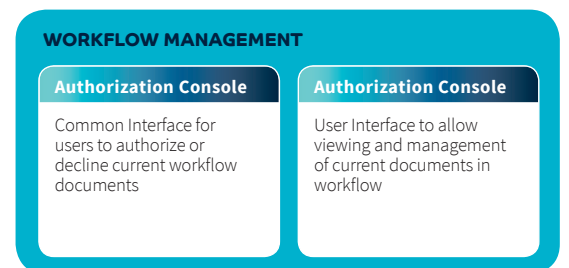 WORKFLOW MANAGEMENT
Authorization Console
Common Interface for
users to authorize or
decline current workflow
documents
Authorization Console
User Interface to allow
viewing and management
of current documents in
workflow